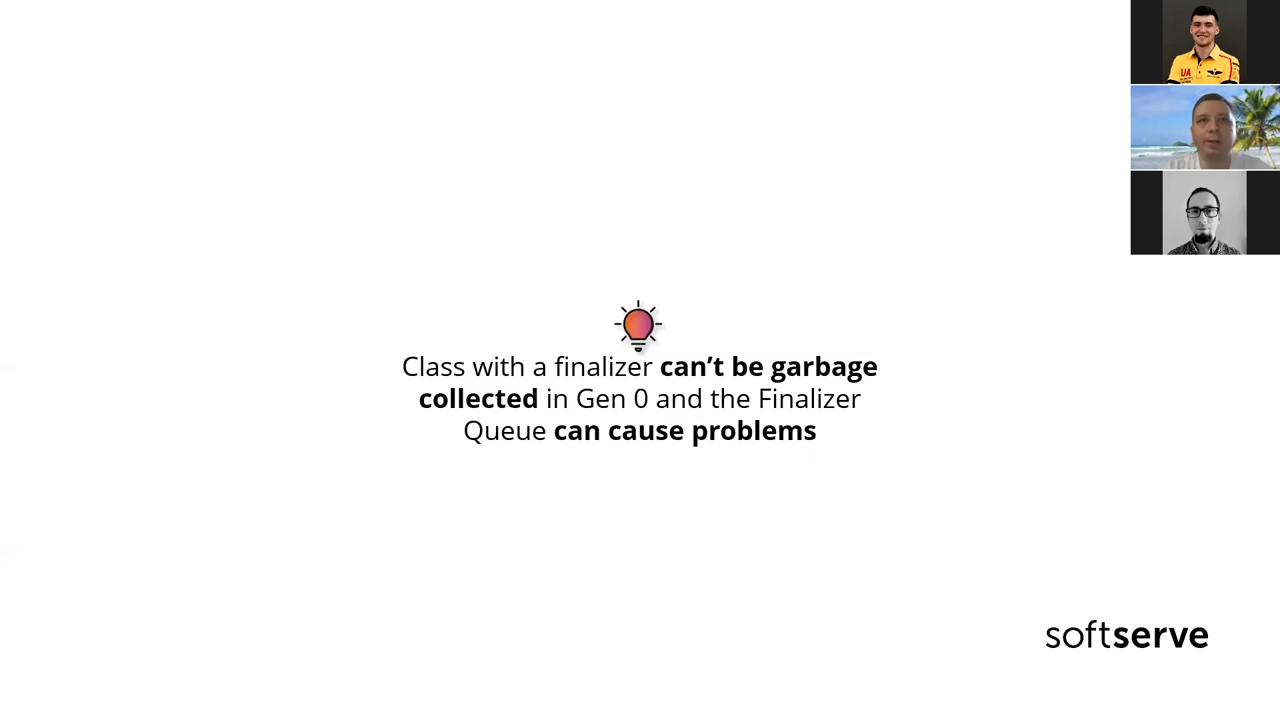 Class with a finalizer can’t be garbage
collected in Gen 0 and the Finalizer
Queue can cause problems
softserve
UA